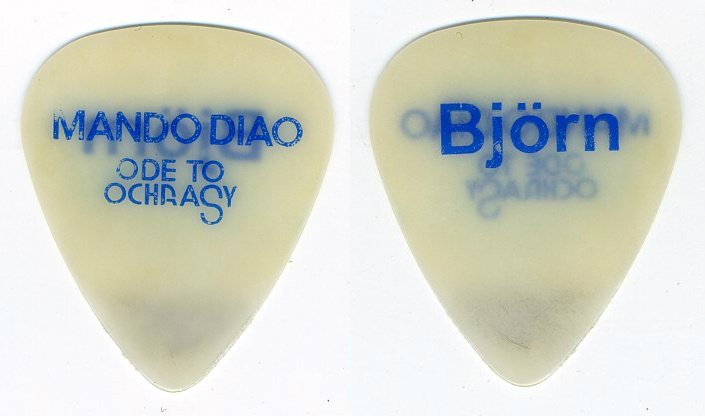 MANDO DIAO
ODE TO
OCHRASY
Björn